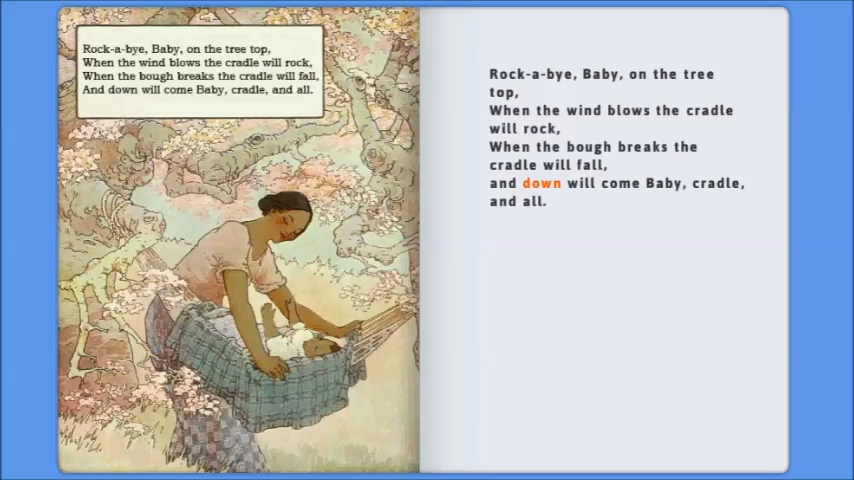 Rock-a-bye, Baby, on the tree top,
When the wind blows the cradle will rock,
When the bough breaks the cradle will fall,
And down will come Baby, cradle, and all.
Rock-a-bye, Baby, on the tree
top,
When the wind blows the cradle
will rock,
When the bough breaks the
cradle will fall,
and down will come Baby, cradle,
and all.